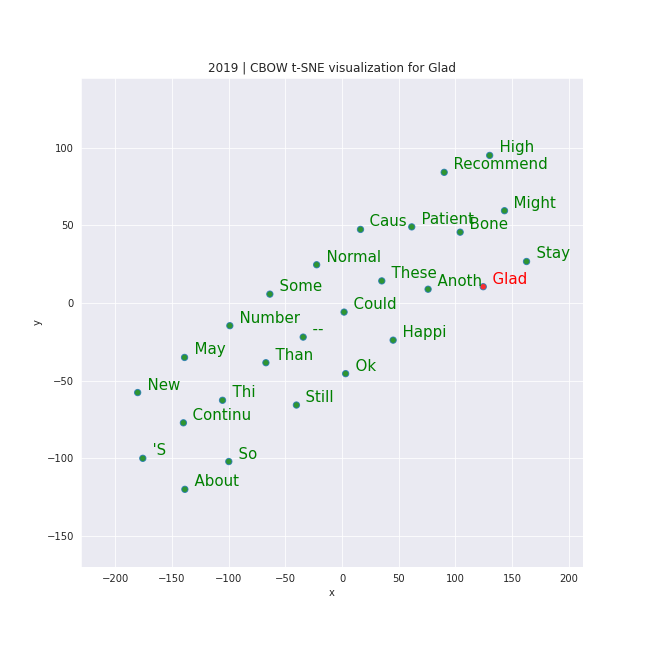 2019 | CBOW t-SNE visualization for Glad
High
Recommend
Might
Caus
Patient
Bone
Stay
Normal
These
Anoth
Glad
Some
Could
Number
--
Happi
May
Than
Ok
New
Thi
Still
Continu
'S
So
About
100
50
0
−50
−100
−150
y
−200 −150 −100 −50 0 50 100 150 200
x